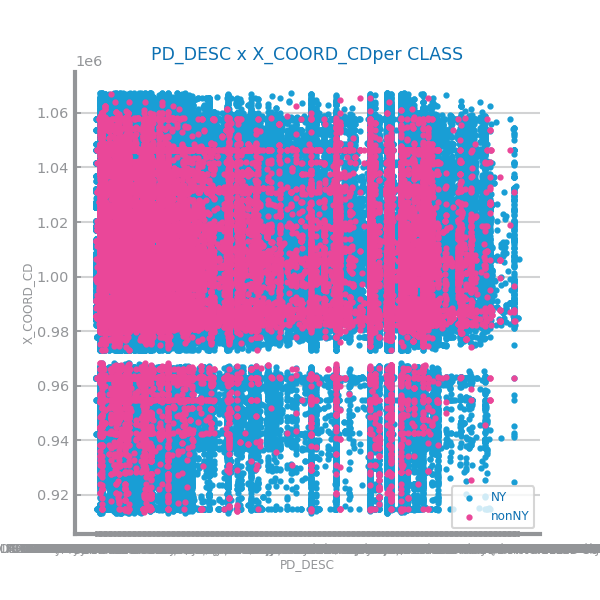 PD_DESC x X_COORD_CDper CLASS
1e6
1.06
1.04
1.02
1.00
0.98
0.96
0.94
0.92
X_COORD_CD
NY
nonNY
PD_DESC